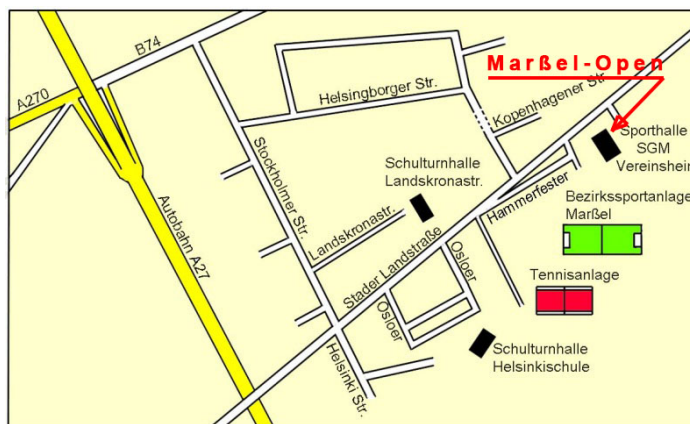 B74
A270
Marßel-Open
Helsingborger Str.
Kopenhagener Str.
Sporthalle
SGM
Vereinsheim
Schulturnhalle
Landskronastr.
Stockholmer Str.
Hammerfester
Bezirkssportanlage
Marßel
Autobahn A27
Landskronastr.
Stader Landstraße
Osloer
Tennisanlage
Osloer
Schulturnhalle
Helsinkischule
Helsinki Str.